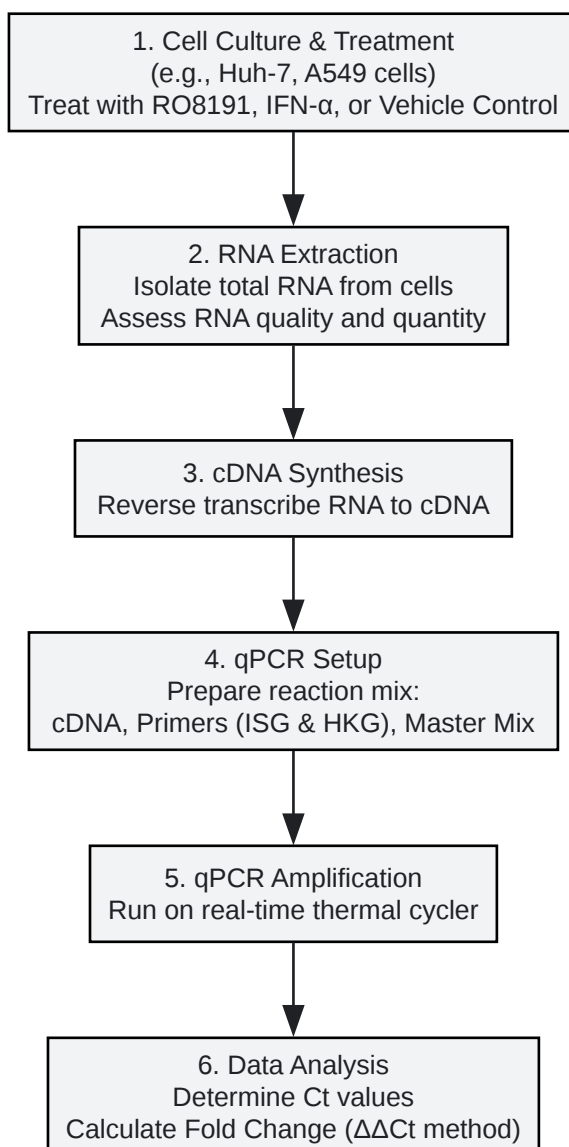 1. Cell Culture & Treatment
(e.g., Huh-7, A549 cells)
Treat with RO8191, IFN-α, or Vehicle Control
2. RNA Extraction
Isolate total RNA from cells
Assess RNA quality and quantity
3. cDNA Synthesis
Reverse transcribe RNA to cDNA
4. qPCR Setup
Prepare reaction mix:
cDNA, Primers (ISG & HKG), Master Mix
5. qPCR Amplification
Run on real-time thermal cycler
6. Data Analysis
Determine Ct values
Calculate Fold Change (ΔΔCt method)